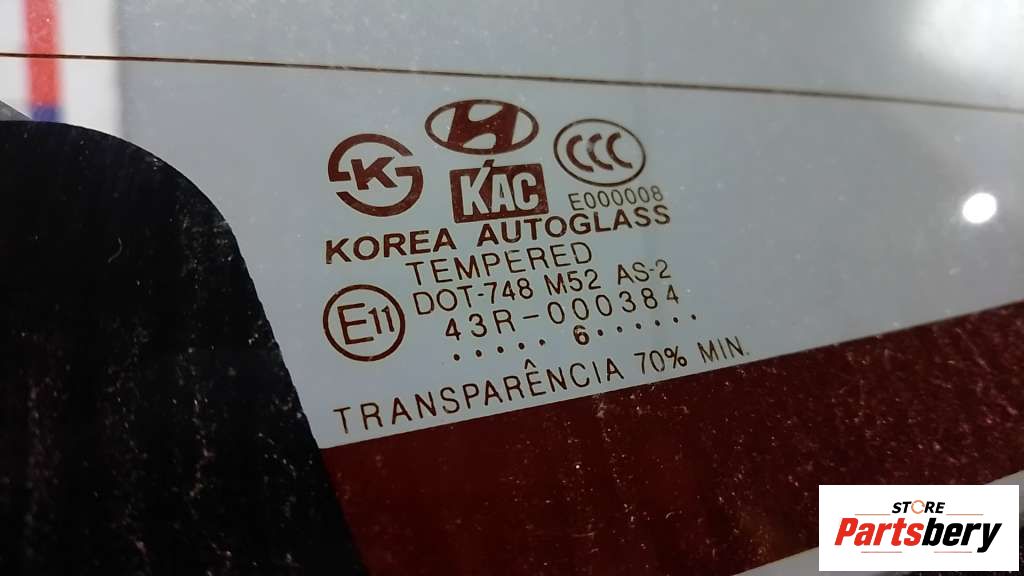 K
KAC
CCC
E000008
KOREA AUTOGLASS
TEMPERED
DOT-748 M52 AS-2
E11
43R-000384
.....6......
TRANSPARÊNCIA 70% MIN.
STORE
Partsbery